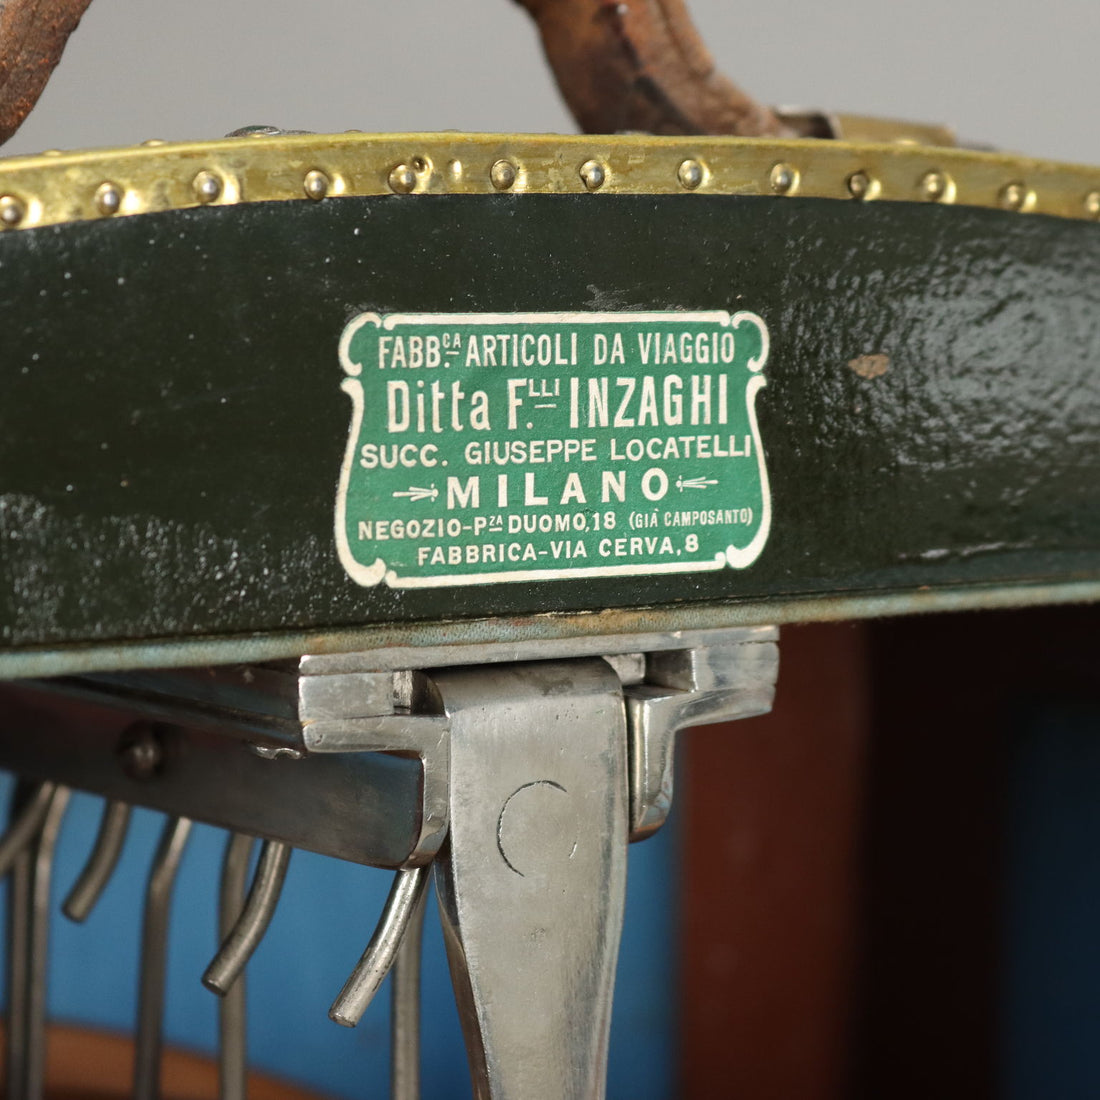 FABB.CA ARTICOLI DA VIAGGIO
Ditta F.LLI INZAGHI
SUCC. GIUSEPPE LOCATELLI
MILANO
NEGOZIO-PZA DUOMO, 18 (GIÀ CAMPOSANTO)
FABBRICA-VIA CERVA, 8